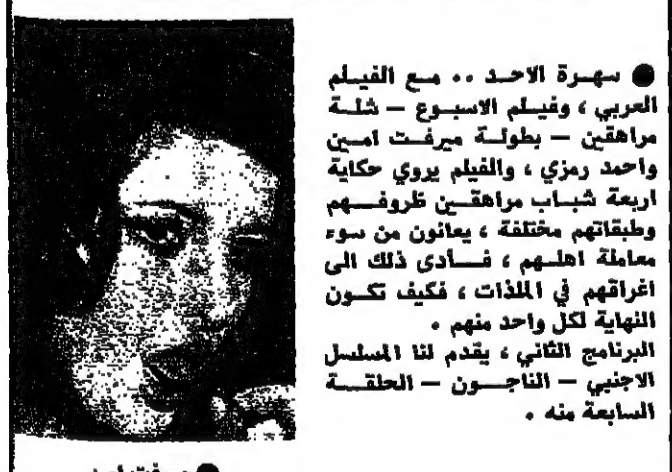 ● سهرة الاحد .. مع الفيلم
العربي ، وفيلم الاسبوع — شلة
مراهقين — بطولة ميرفت امين
واحمد رمزي ، والفيلم يروي حكاية
اربعة شباب مراهقين ظروفهم
وطبقاتهم مختلفة ، يعانون من سوء
معاملة اهلهم ، فأدى ذلك الى
اغراقهم في الملذات ، فكيف تكون
النهاية لكل واحد منهم .
البرنامج الثاني ، يقدم لنا المسلسل
الاجنبي — الناجون — الحلقة
السابعة منه .